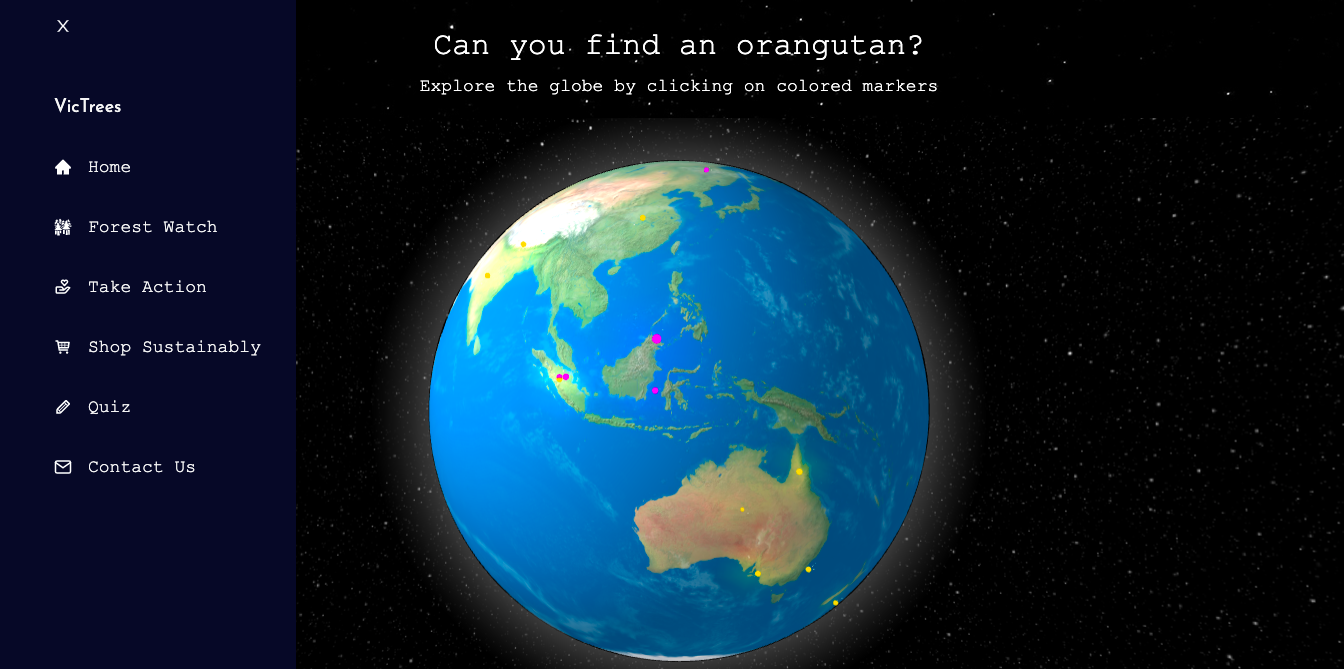 X
VicTrees
Home
Forest Watch
Take Action
Shop Sustainably
Quiz
Contact Us
Can you find an orangutan?
Explore the globe by clicking on colored markers